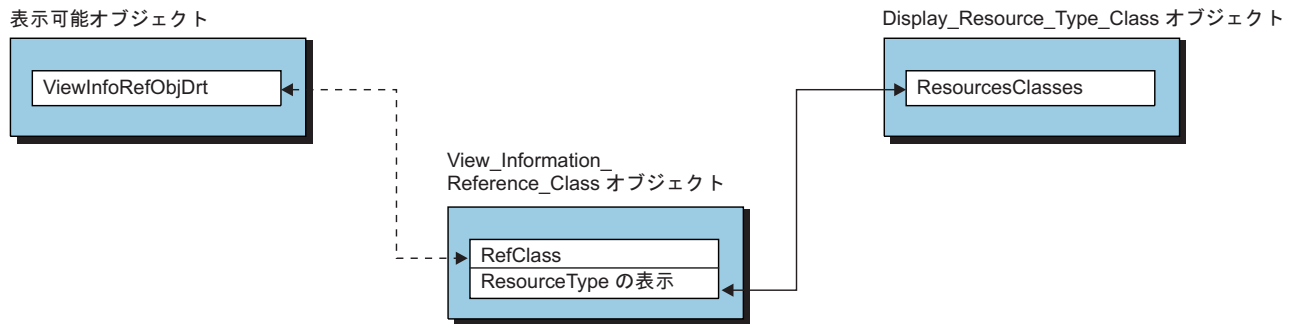 表示可能オブジェクト
ViewInfoRefObjDrt
Display_Resource_Type_Class オブジェクト
ResourcesClasses
View_Information_
Reference_Class オブジェクト
RefClass
ResourceType の表示